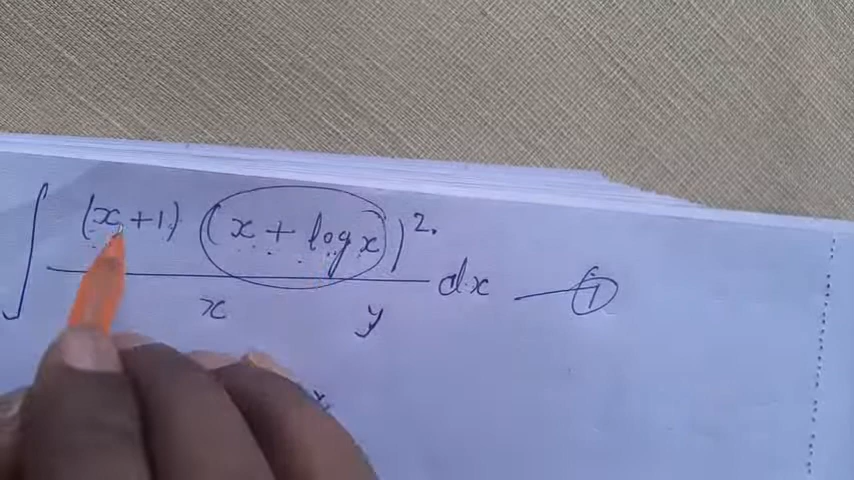 ∫ (x+1) (x + log x)². dx — ①
x y